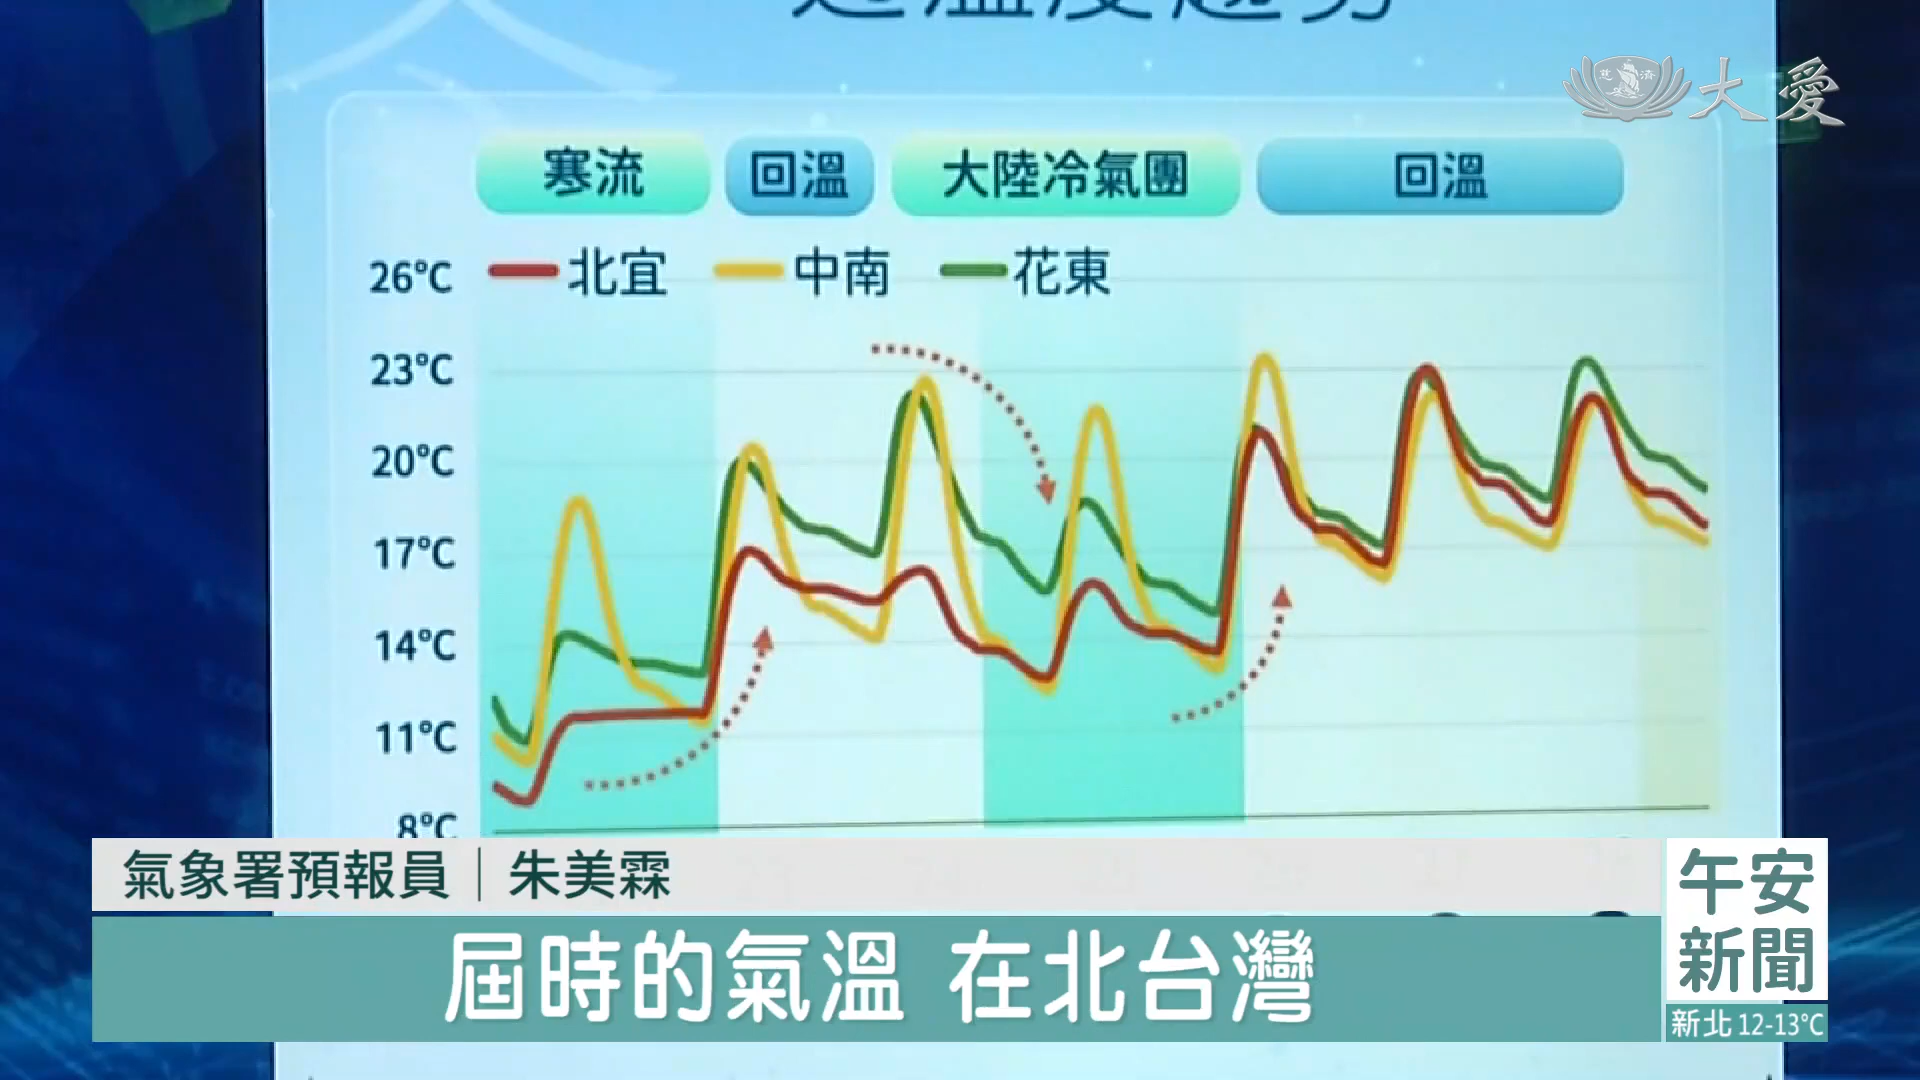 大愛
寒流 回溫 大陸冷氣團 回溫
北宜 中南 花東
26°C
23°C
20°C
17°C
14°C
11°C
8°C
氣象署預報員｜朱美霖
屆時的氣溫 在北台灣
午安
新聞
新北 12-13°C